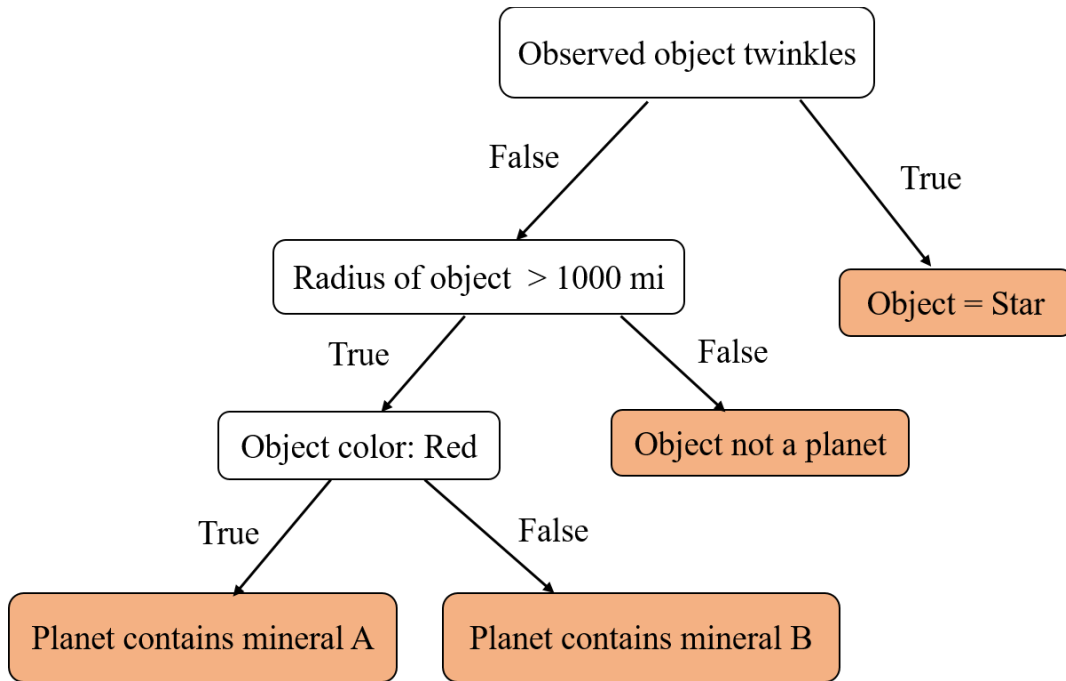 Observed object twinkles
False
True
Radius of object > 1000 mi
Object = Star
True
False
Object color: Red
Object not a planet
True
False
Planet contains mineral A
Planet contains mineral B